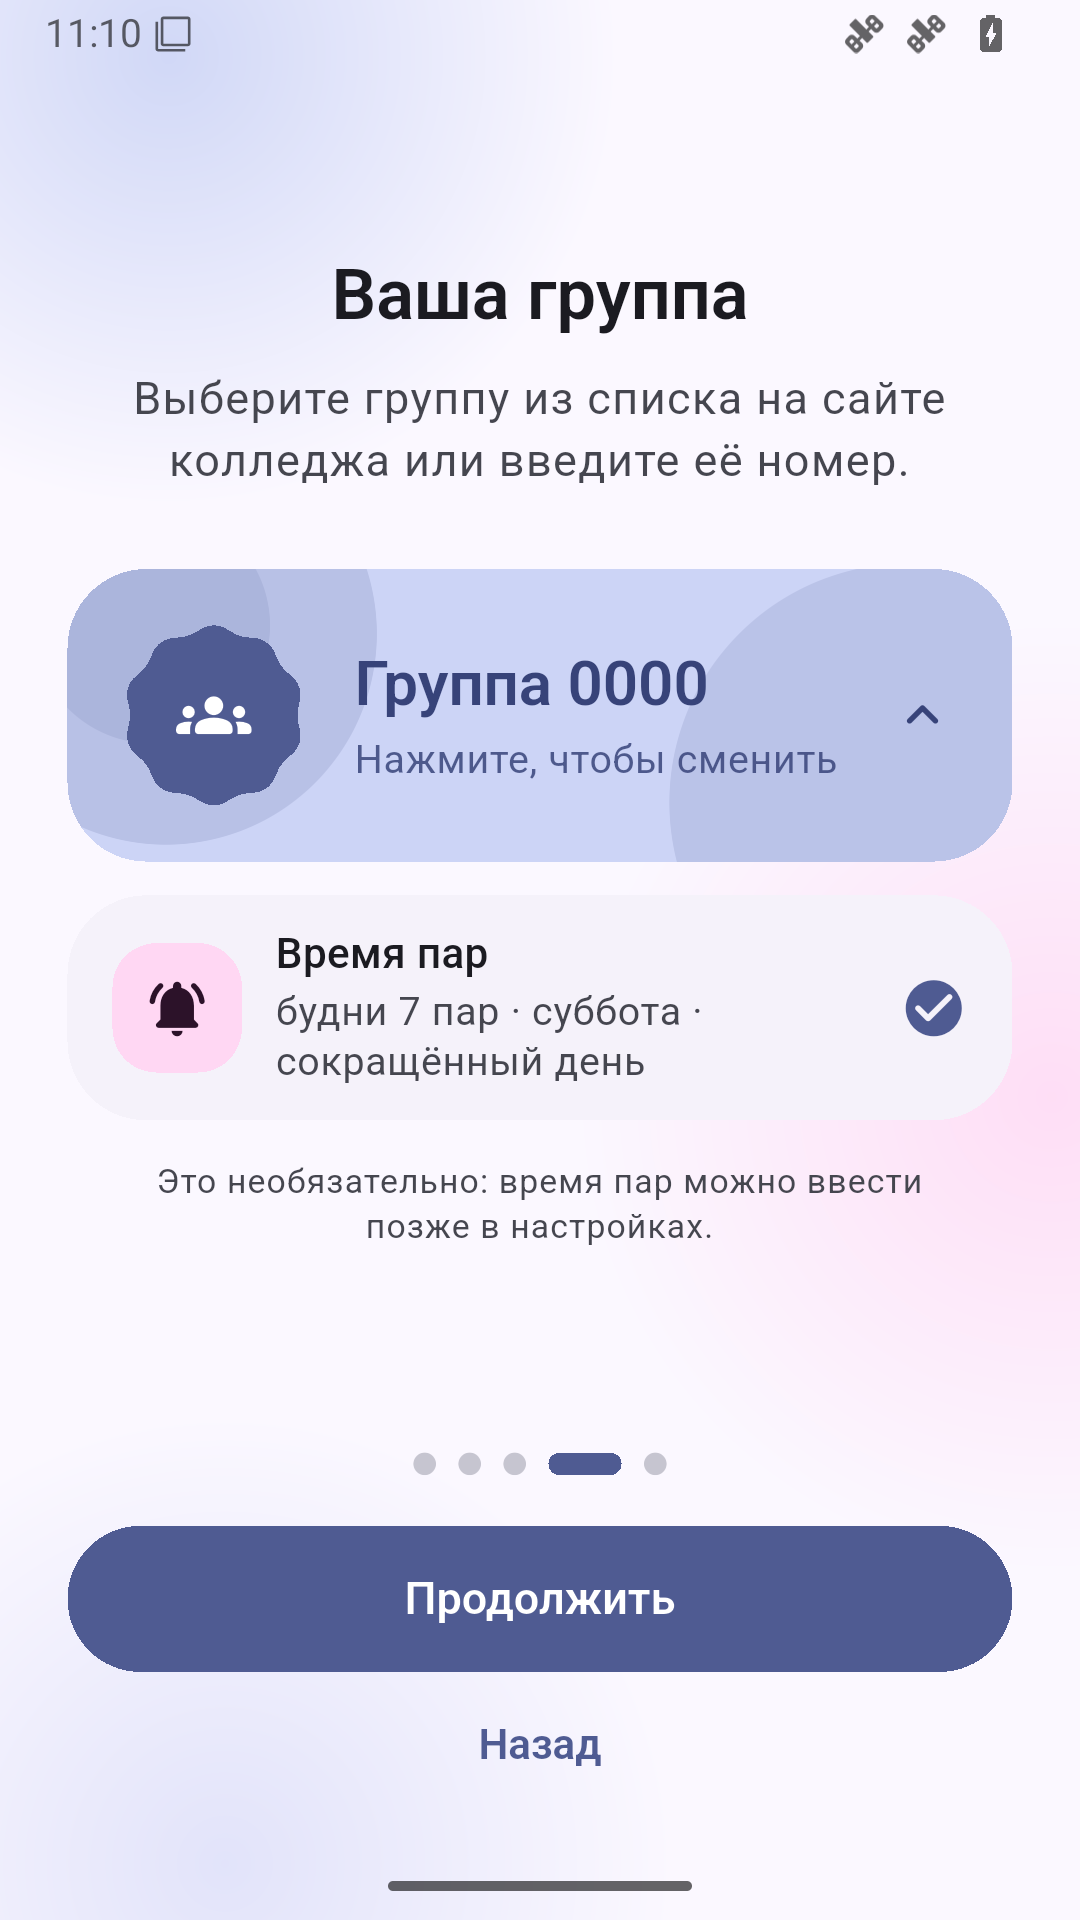 11:10
Ваша группа
Выберите группу из списка на сайте
колледжа или введите её номер.
Группа 0000
Нажмите, чтобы сменить
Время пар
будни 7 пар · суббота ·
сокращённый день
Это необязательно: время пар можно ввести
позже в настройках.
Продолжить
Назад